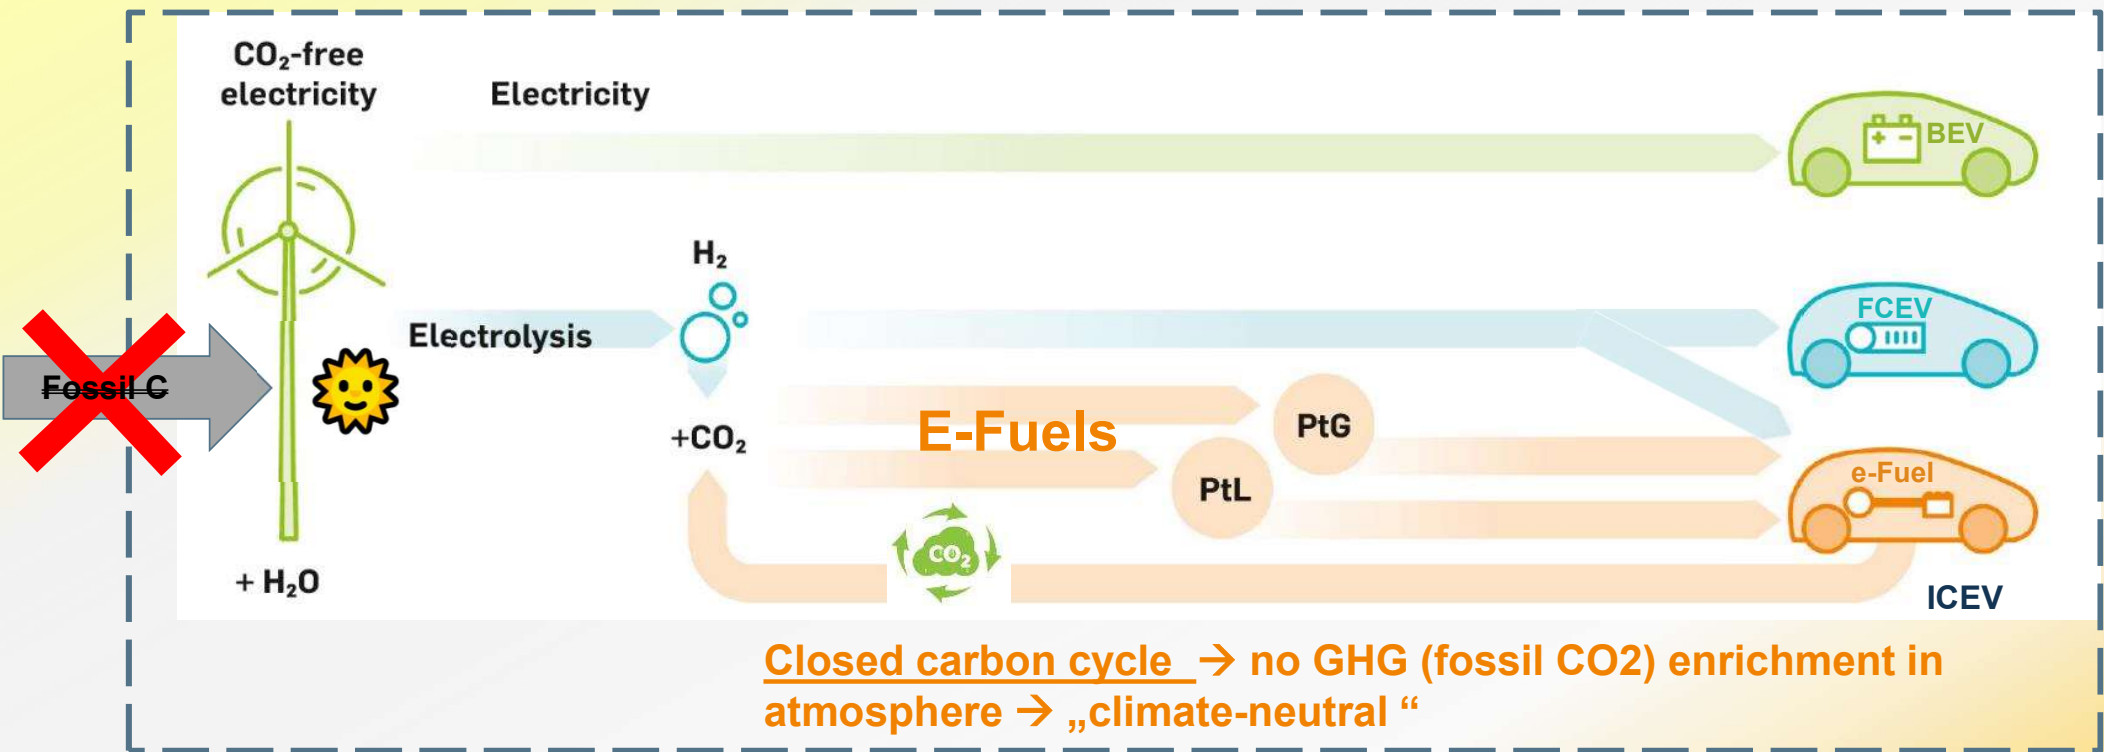 CO₂-free
electricity
Electricity
BEV
H₂
FCEV
Electrolysis
Fossil C
E-Fuels
PtG
+CO₂
e-Fuel
PtL
CO₂
+ H₂O
ICEV
Closed carbon cycle → no GHG (fossil CO2) enrichment in
atmosphere → „climate-neutral “